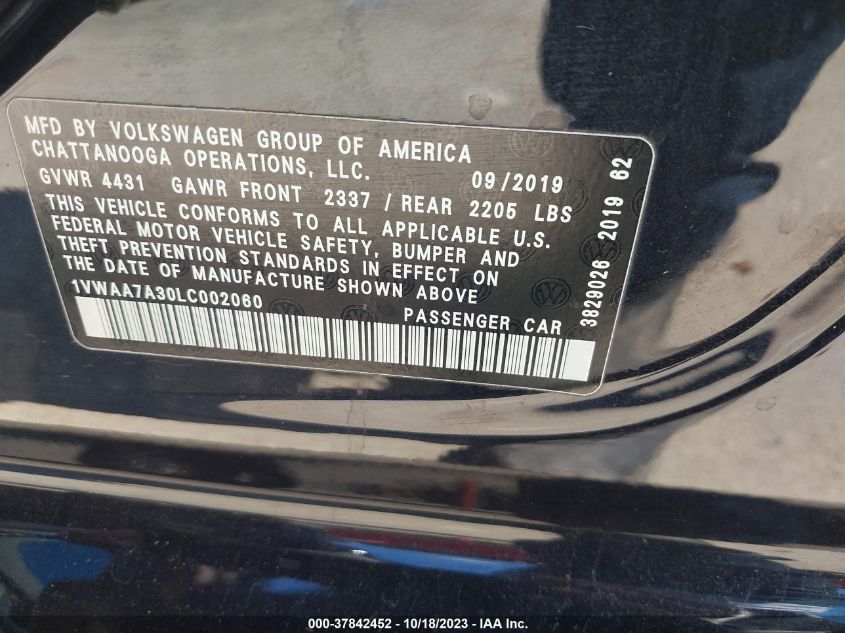 MFD BY VOLKSWAGEN GROUP OF AMERICA
CHATTANOOGA OPERATIONS, LLC. 09/2019
GVWR 4431 GAWR FRONT 2337 / REAR 2205 LBS
THIS VEHICLE CONFORMS TO ALL APPLICABLE U.S.
FEDERAL MOTOR VEHICLE SAFETY, BUMPER AND
THEFT PREVENTION STANDARDS IN EFFECT ON
THE DATE OF MANUFACTURE SHOWN ABOVE
1VWAA7A30LC002060 PASSENGER CAR
3829026 2019 62
000-37842452 - 10/18/2023 - IAA Inc.